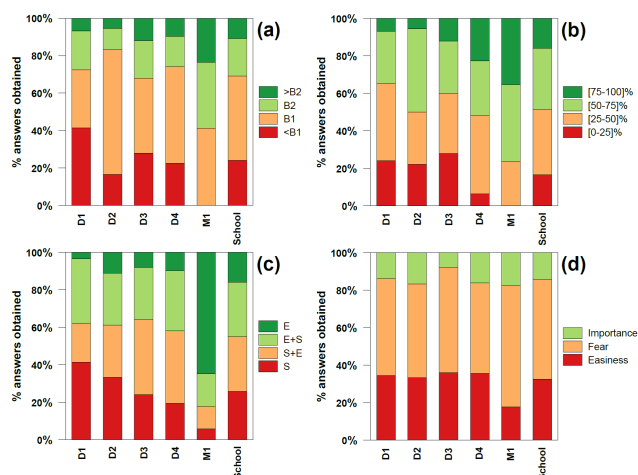 100%
80%
60%
40%
20%
0%
% answers obtained
D1
D2
D3
D4
M1
School
(a)
>B2
B2
B1
<B1
100%
80%
60%
40%
20%
0%
% answers obtained
D1
D2
D3
D4
M1
School
(b)
[75-100]%
[50-75]%
[25-50]%
[0-25]%
100%
80%
60%
40%
20%
0%
% answers obtained
D1
D2
D3
D4
M1
School
(c)
E
E+S
S+E
S
100%
80%
60%
40%
20%
0%
% answers obtained
D1
D2
D3
D4
M1
School
(d)
Importance
Fear
Easiness